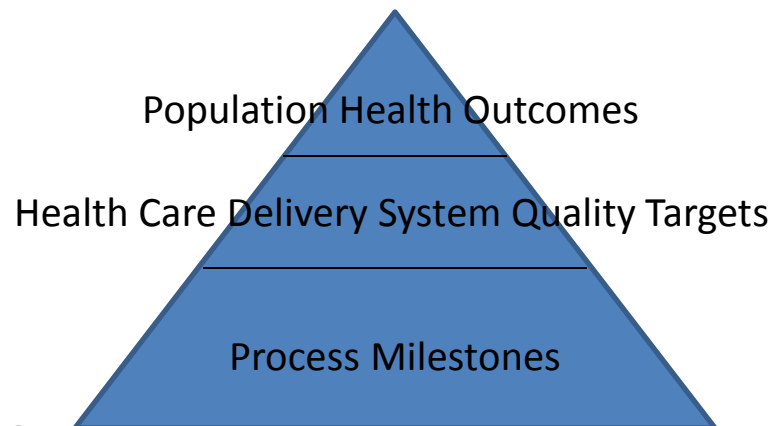 Population Health Outcomes
Health Care Delivery System Quality Targets
Process Milestones